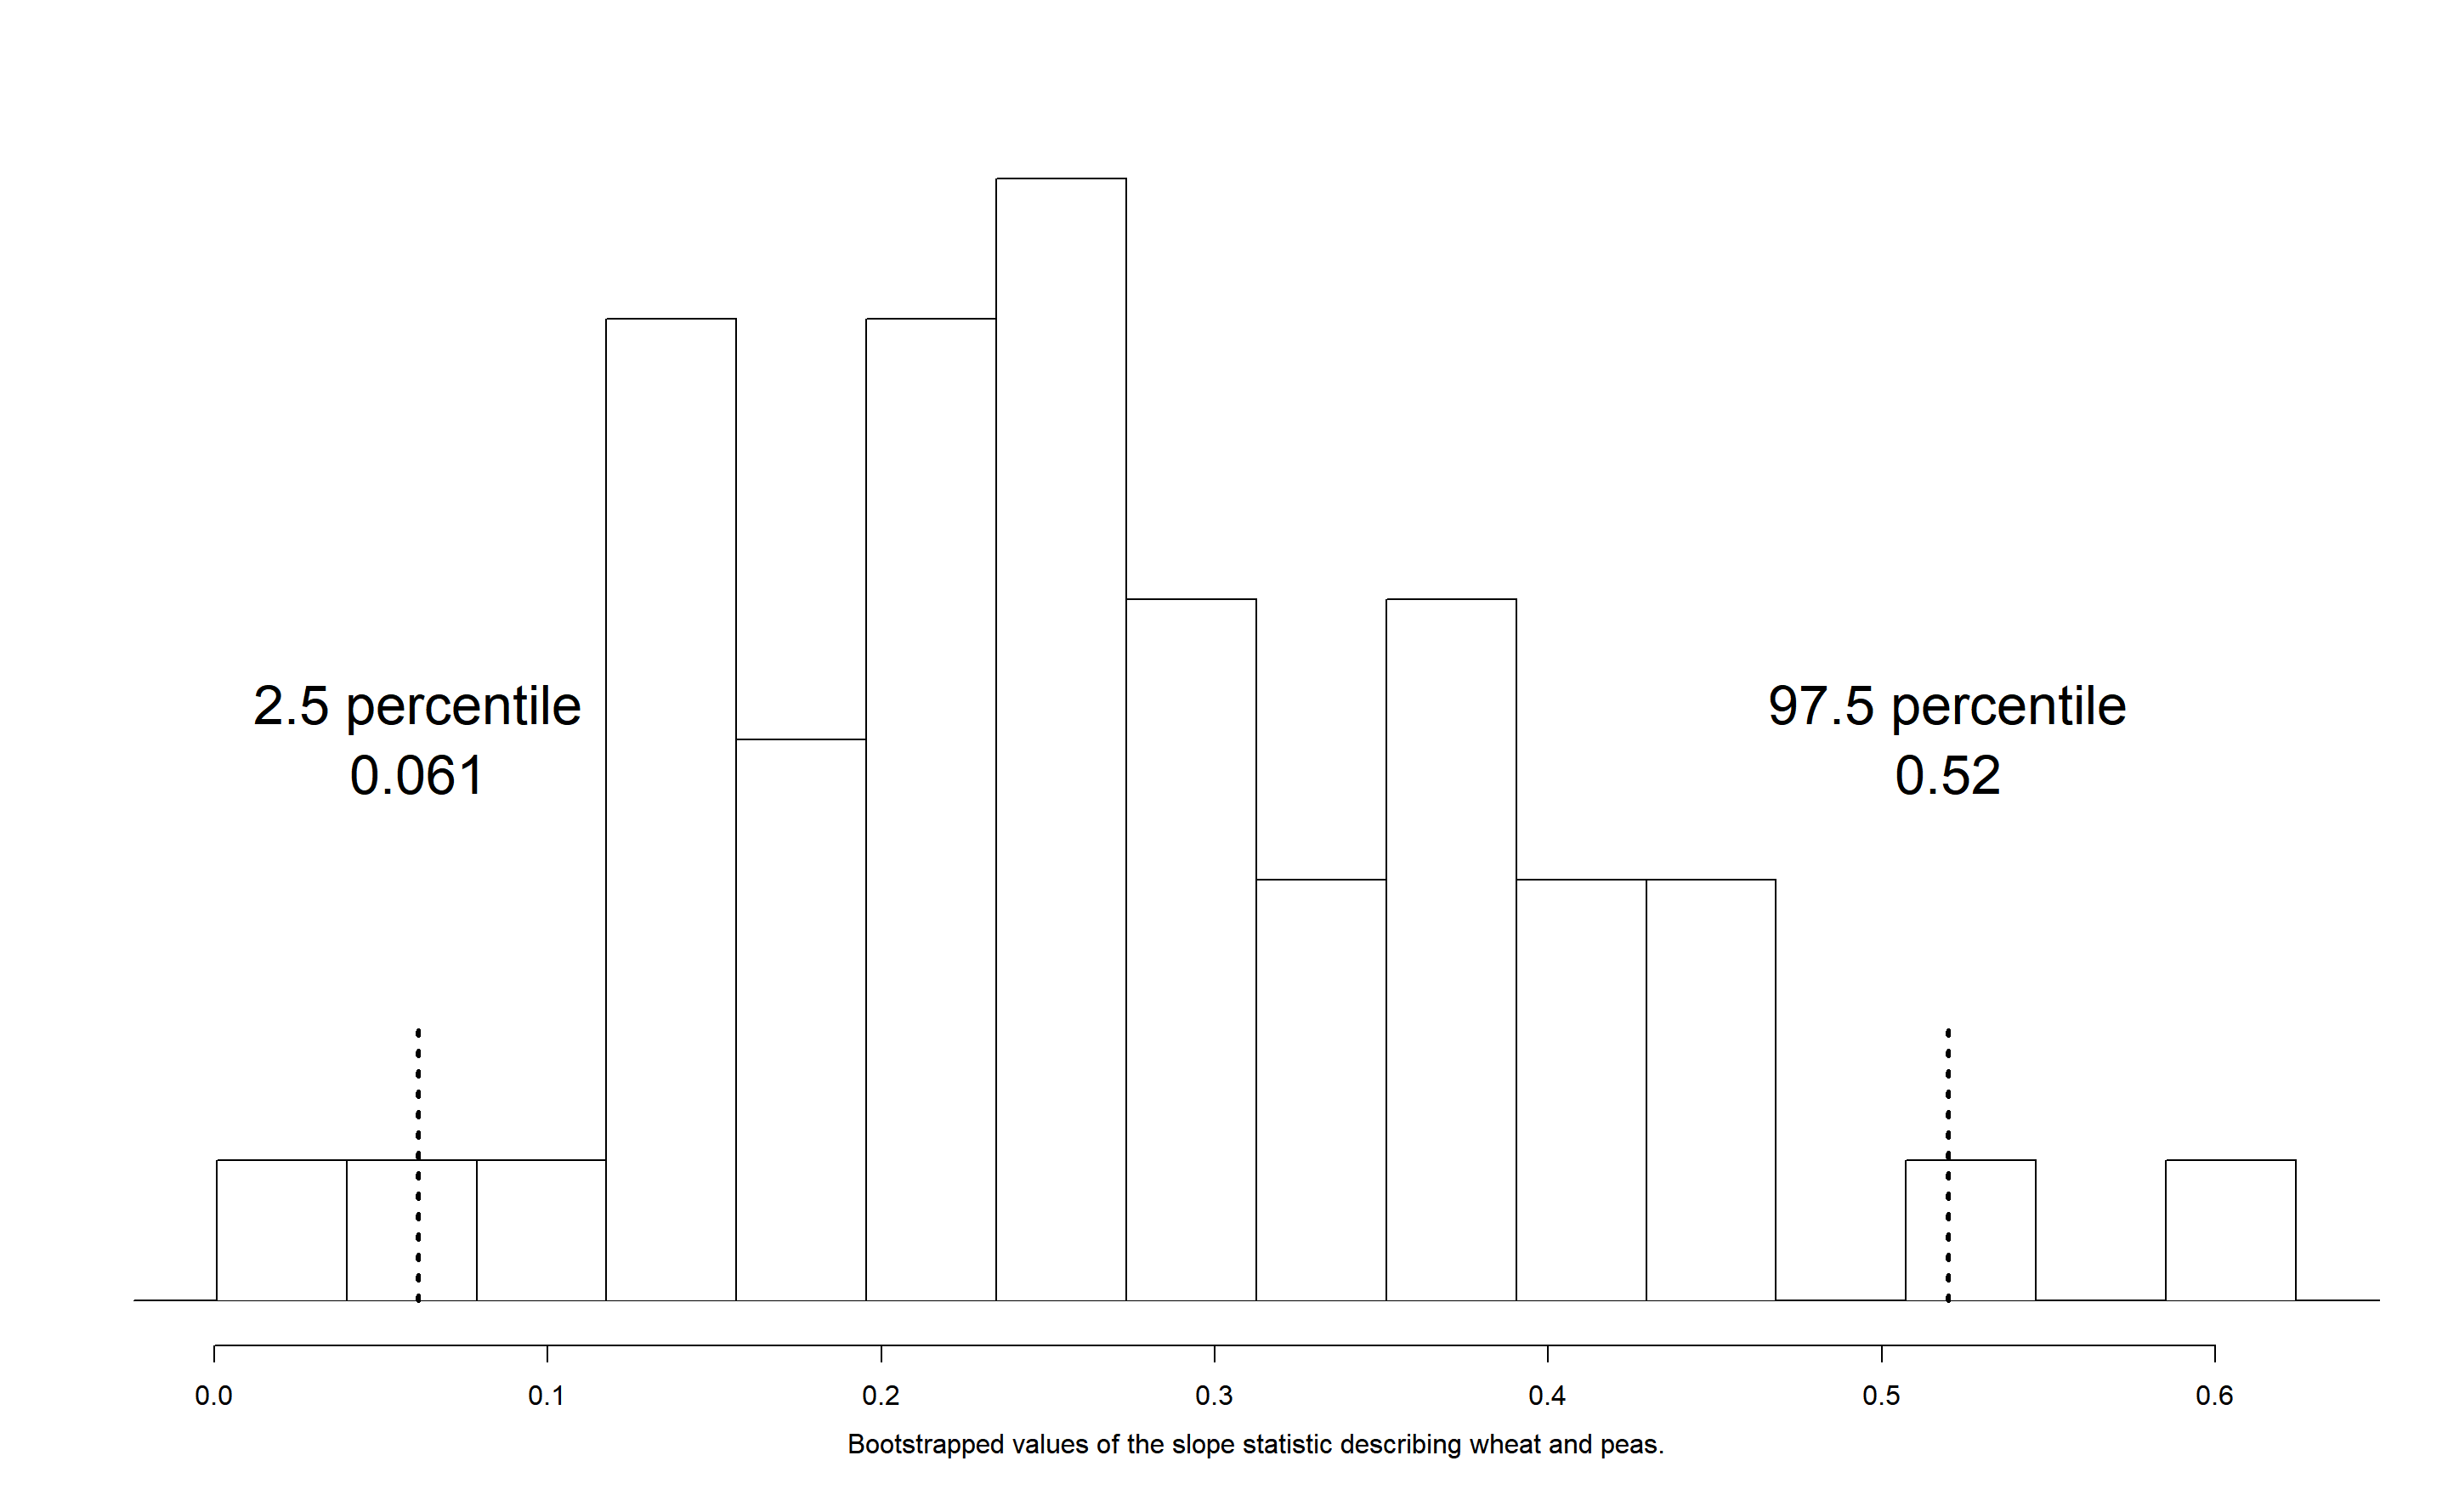 2.5 percentile
0.061
97.5 percentile
0.52
0.0 0.1 0.2 0.3 0.4 0.5 0.6
Bootstrapped values of the slope statistic describing wheat and peas.